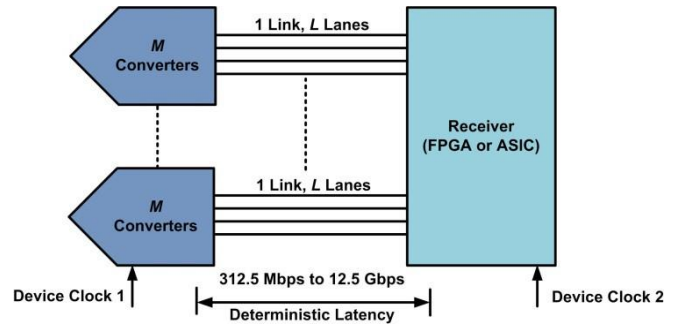 1 Link, L Lanes
M
Converters
Receiver
(FPGA or ASIC)
1 Link, L Lanes
M
Converters
312.5 Mbps to 12.5 Gbps
Device Clock 1
Device Clock 2
Deterministic Latency